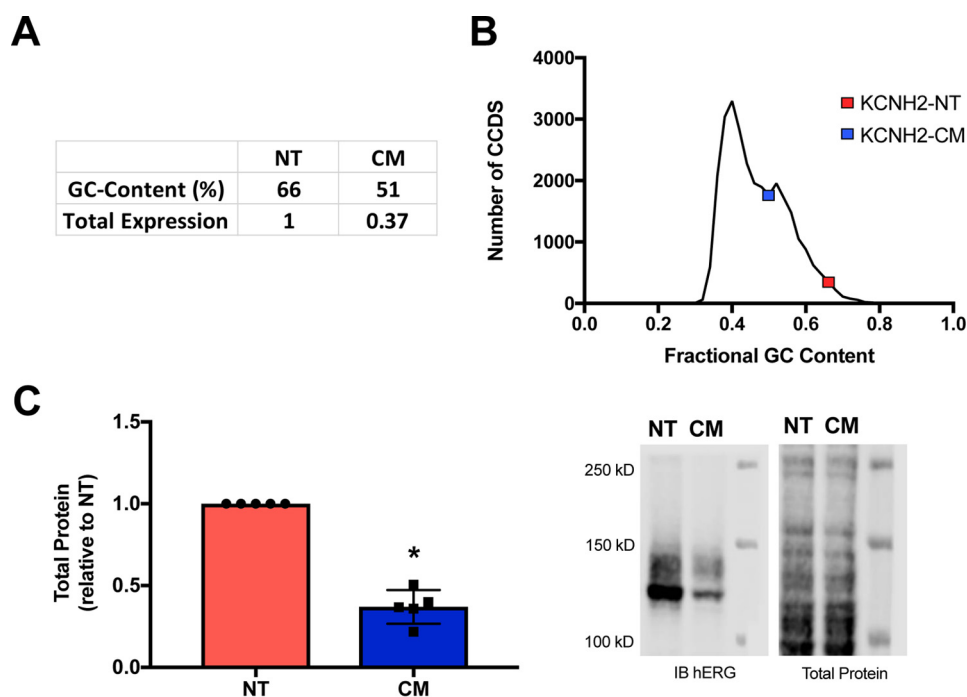 A
NT CM
GC-Content (%) 66 51
Total Expression 1 0.37
B
4000
3000
2000
1000
0
Number of CCDS
KCNH2-NT
KCNH2-CM
0.0 0.2 0.4 0.6 0.8 1.0
Fractional GC Content
C
1.5
1.0
0.5
0.0
Total Protein
(relative to NT)
*
NT CM
NT CM NT CM
250 kD
150 kD
100 kD
IB hERG Total Protein